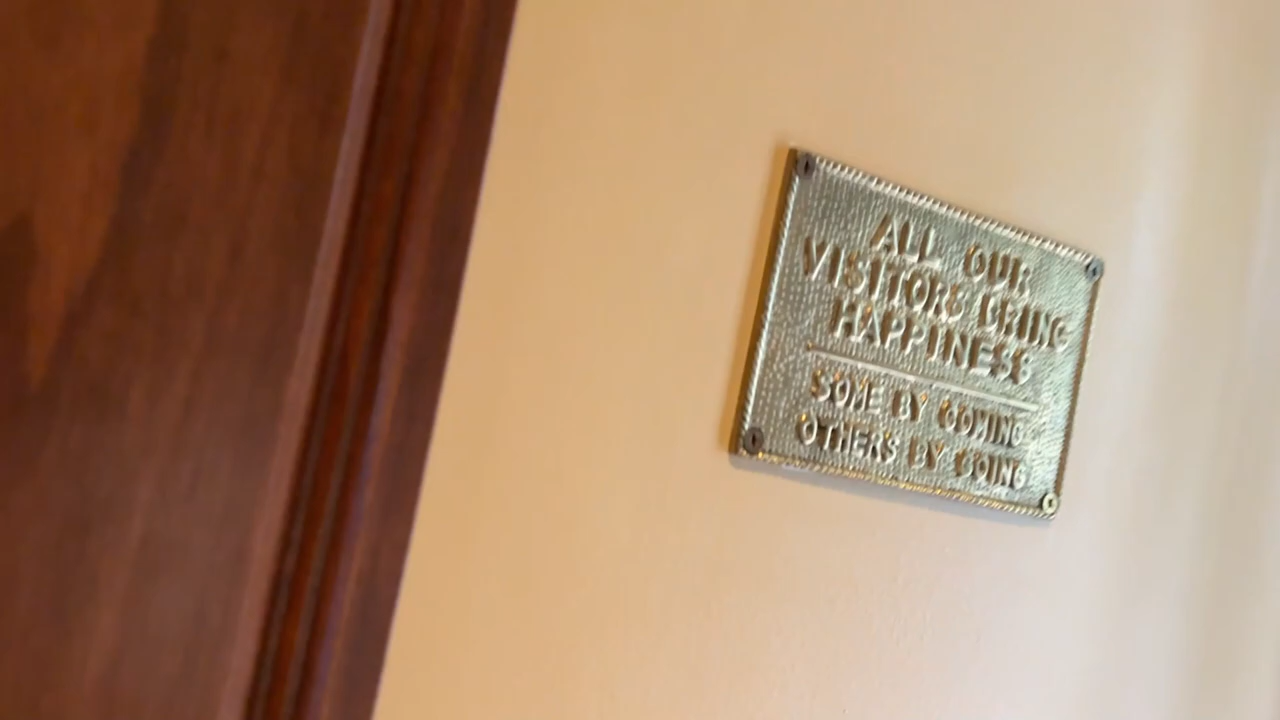 ALL OUR
VISITORS BRING
HAPPINESS
SOME BY COMING
OTHERS BY GOING